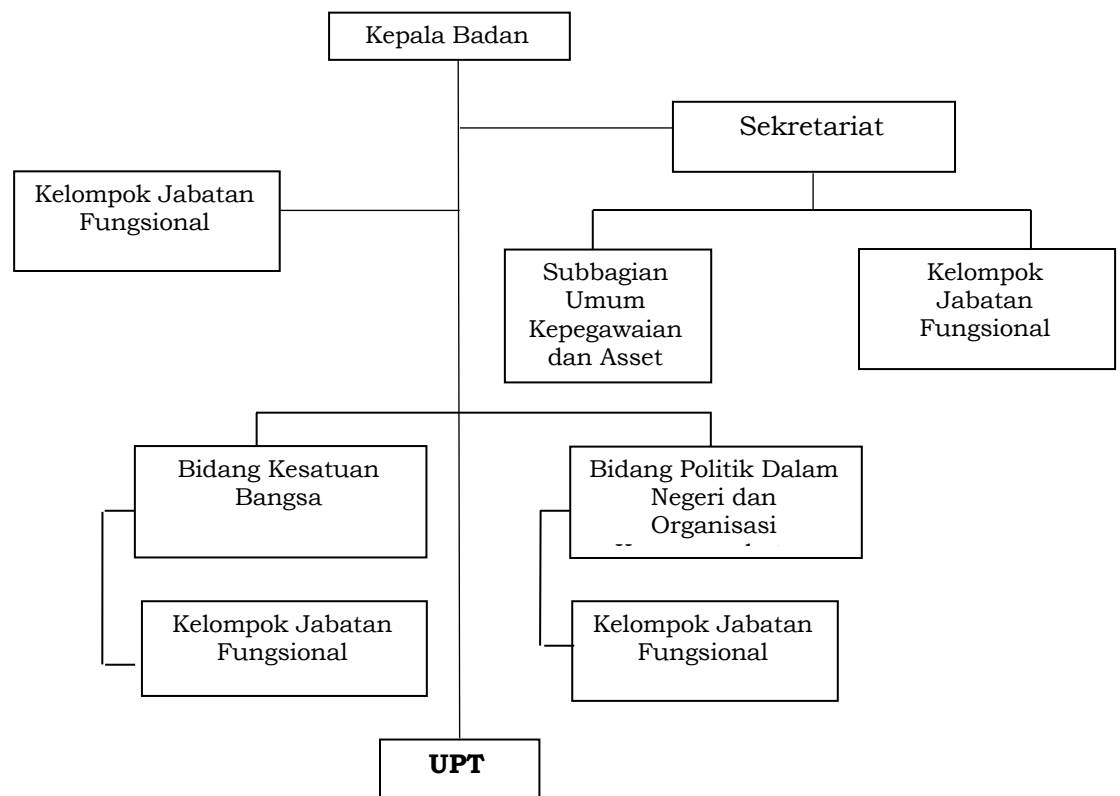 Kepala Badan
Sekretariat
Kelompok Jabatan
Fungsional
Subbagian
Umum
Kepegawaian
dan Asset
Kelompok
Jabatan
Fungsional
Bidang Kesatuan
Bangsa
Bidang Politik Dalam
Negeri dan
Organisasi
Kelompok Jabatan
Fungsional
Kelompok Jabatan
Fungsional
UPT